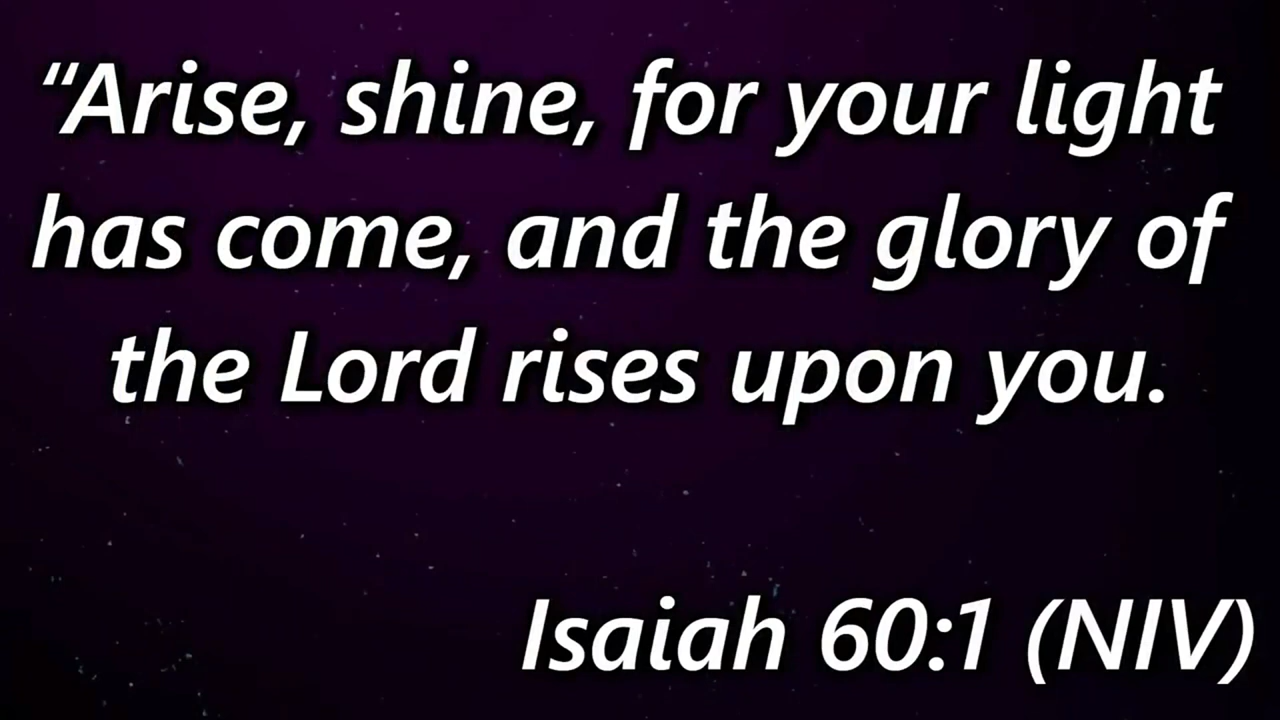 “Arise, shine, for your light
has come, and the glory of
the Lord rises upon you.
Isaiah 60:1 (NIV)